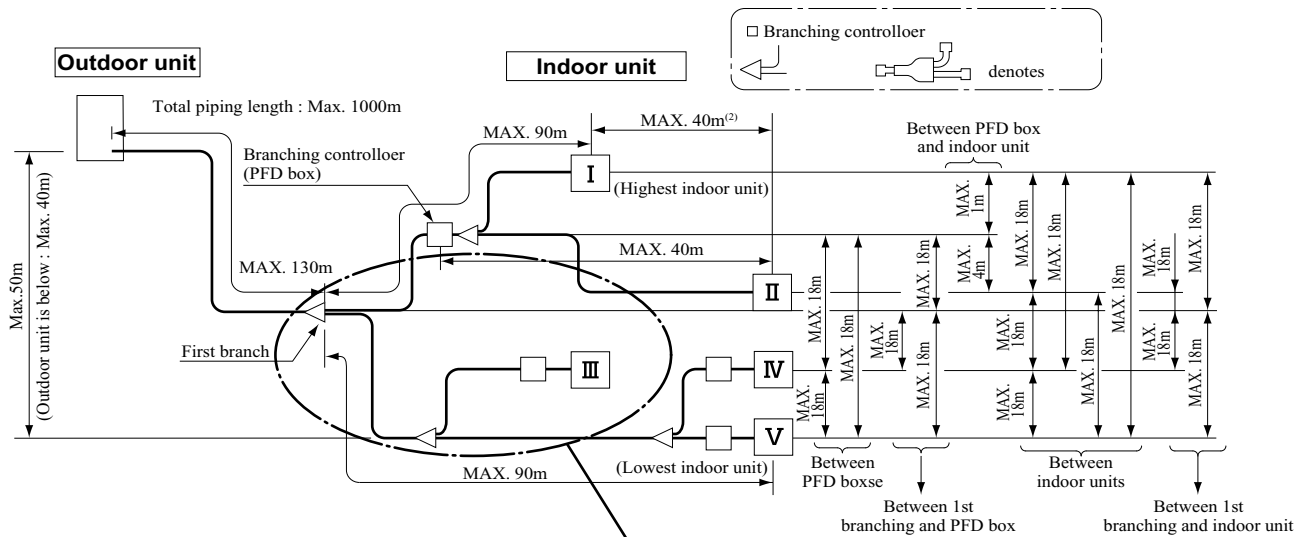 □ Branching controlloer
denotes
Outdoor unit
Indoor unit
Total piping length : Max. 1000m
MAX. 90m
MAX. 40m(2)
Branching controlloer
(PFD box)
I
(Highest indoor unit)
Between PFD box
and indoor unit
MAX.
1m
MAX.
4m
MAX. 40m
MAX. 130m
II
First branch
III
IV
V
(Lowest indoor unit)
MAX. 90m
Max.50m
(Outdoor unit is below : Max. 40m)
MAX. 18m
MAX.
18m
MAX. 18m
MAX. 18m
MAX.
18m
MAX. 18m
MAX. 18m
MAX.
18m
MAX.
18m
MAX. 18m
MAX. 18m
MAX. 18m
MAX.
18m
MAX.
18m
MAX. 18m
MAX. 18m
Between
PFD boxse
Between 1st
branching and PFD box
Between
indoor units
Between 1st
branching and indoor unit